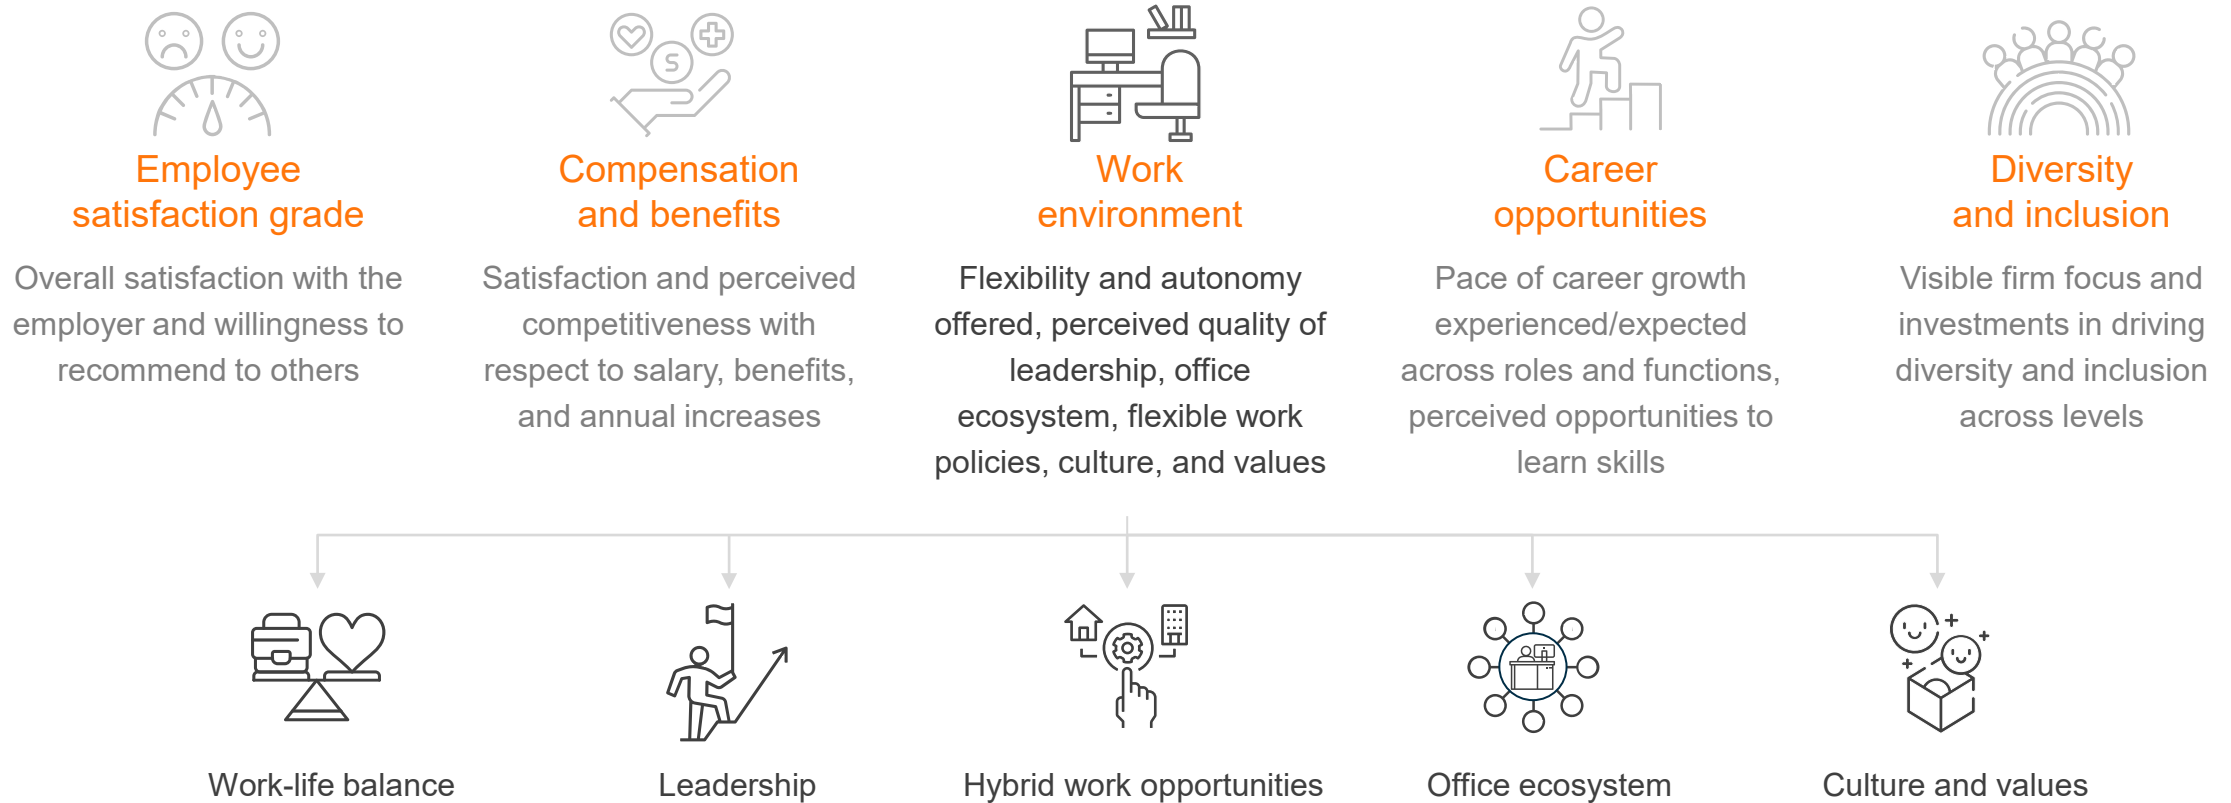 S
Employee
satisfaction grade
Overall satisfaction with the
employer and willingness to
recommend to others
Compensation
and benefits
Satisfaction and perceived
competitiveness with
respect to salary, benefits,
and annual increases
Work
environment
Flexibility and autonomy
offered, perceived quality of
leadership, office
ecosystem, flexible work
policies, culture, and values
Career
opportunities
Pace of career growth
experienced/expected
across roles and functions,
perceived opportunities to
learn skills
Diversity
and inclusion
Visible firm focus and
investments in driving
diversity and inclusion
across levels
Work-life balance
Leadership
Hybrid work opportunities
Office ecosystem
Culture and values